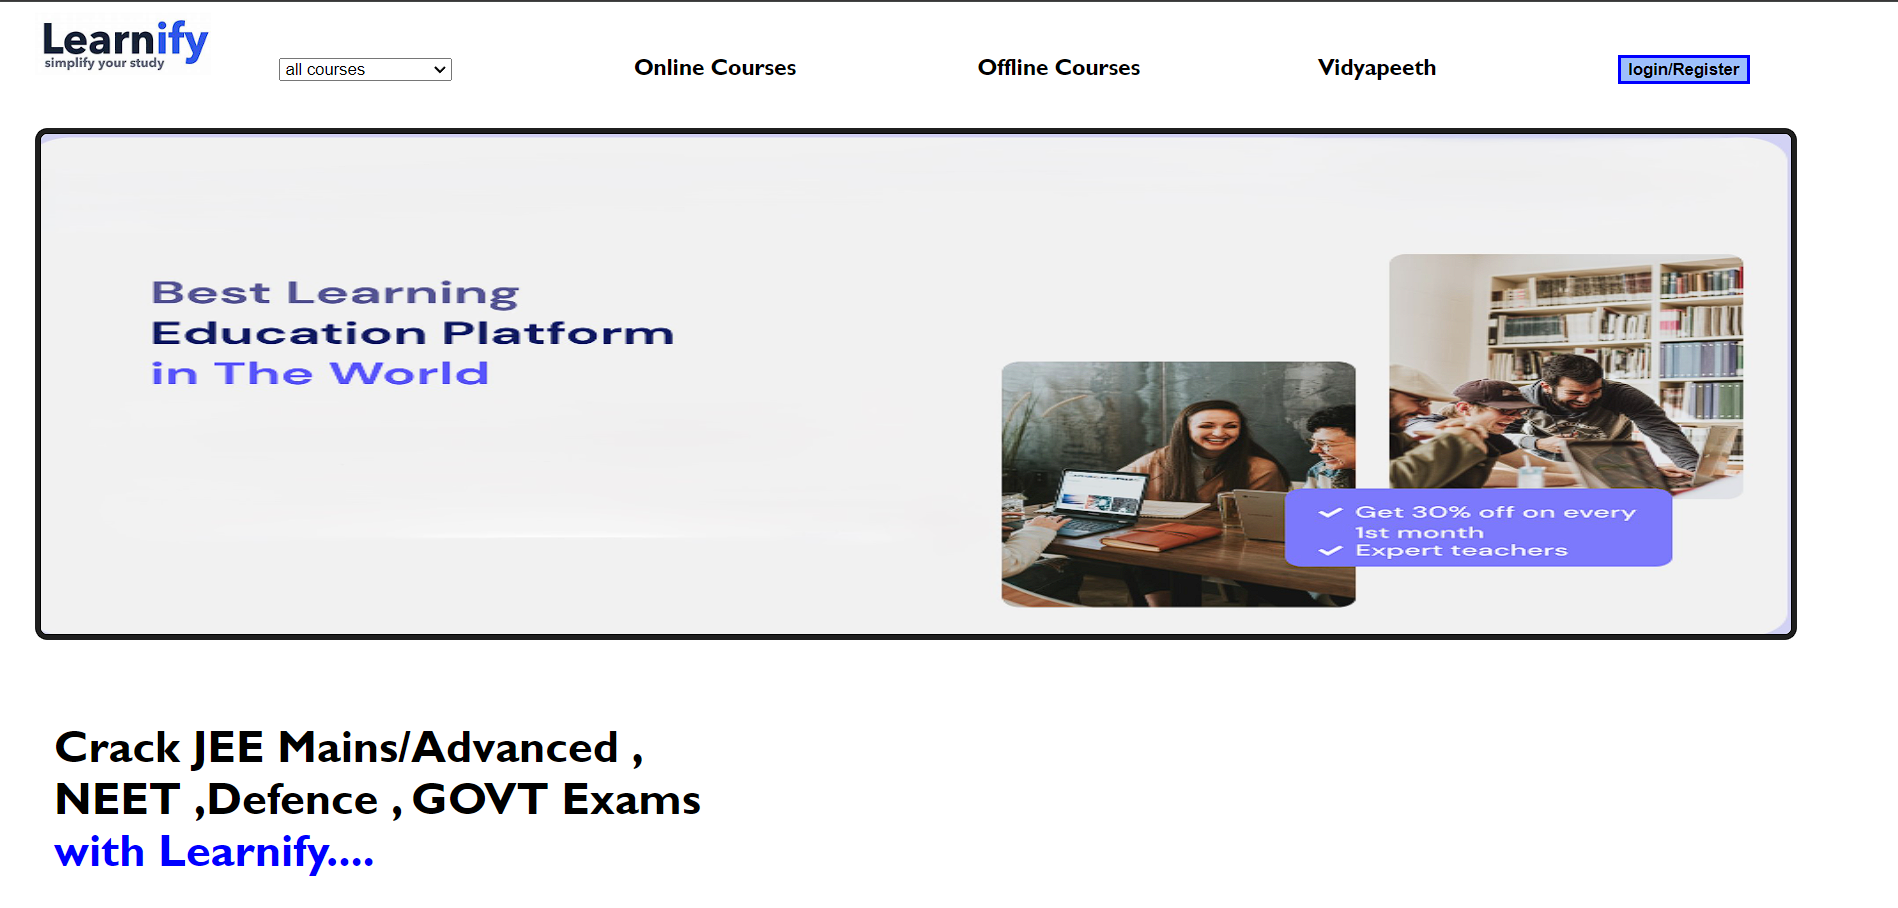 Learnify
simplify your study
all courses
Online Courses
Offline Courses
Vidyapeeth
login/Register
Best Learning
Education Platform
in The World
Get 30% off on every
1st month
Expert teachers
Crack JEE Mains/Advanced ,
NEET ,Defence , GOVT Exams
with Learnify....